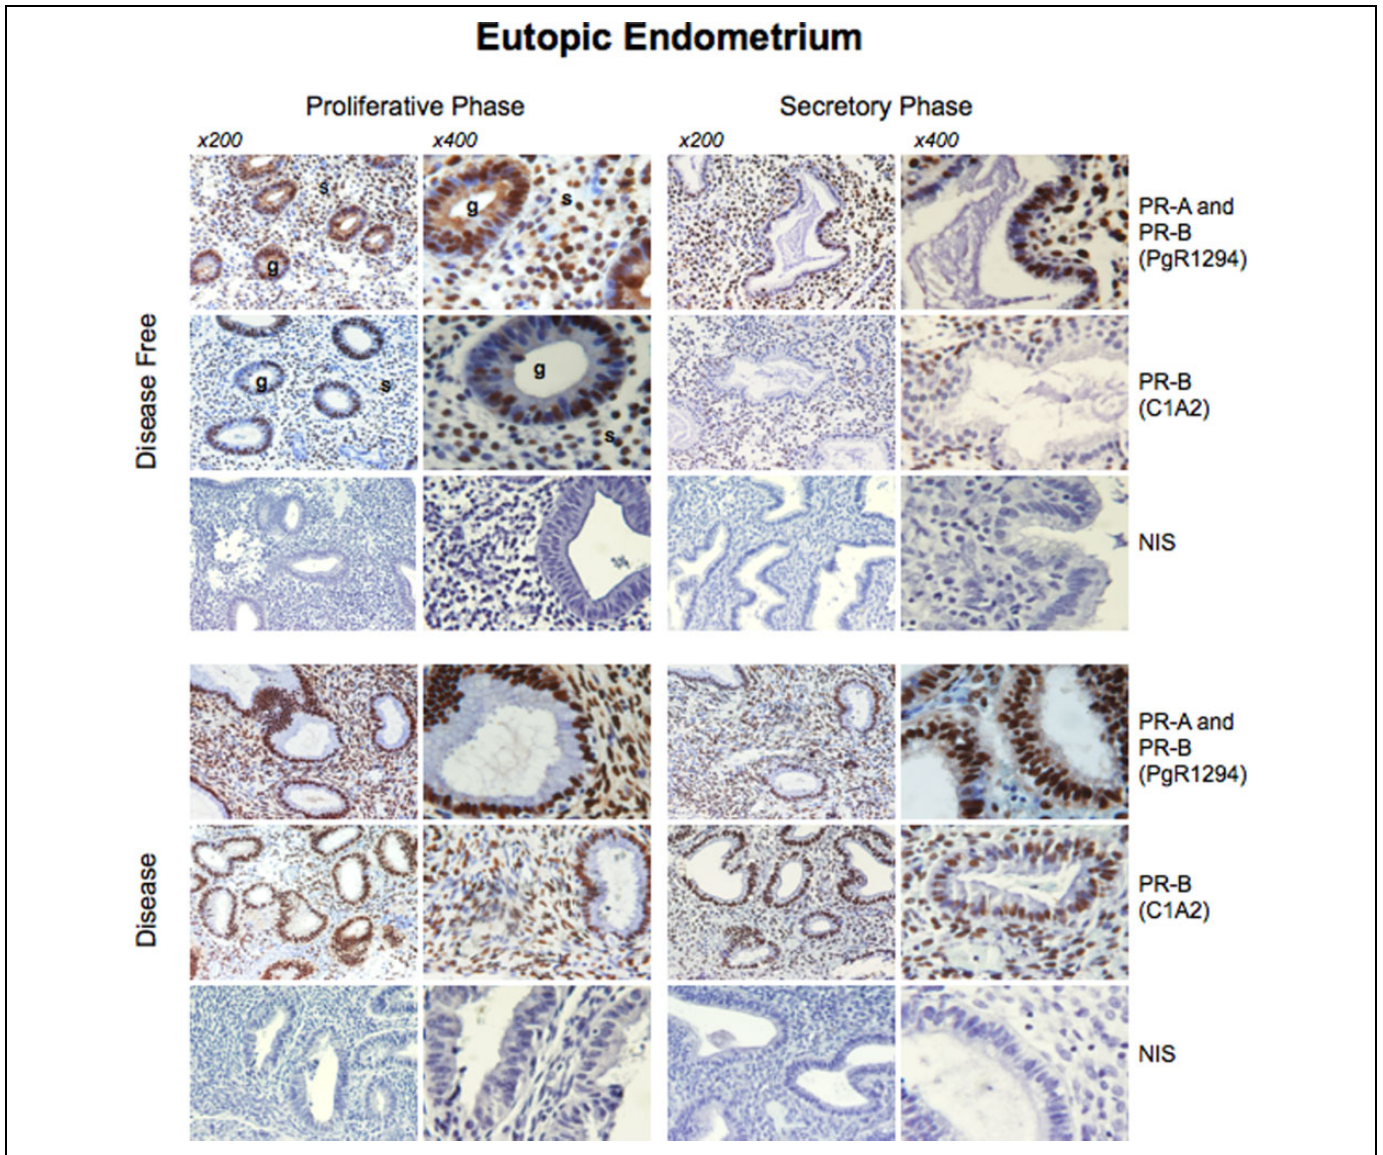 Eutopic Endometrium
Proliferative Phase
Secretory Phase
x200
x400
x200
x400
Disease Free
s
g
g
s
PR-A and
PR-B
(PgR1294)
g
s
g
s
PR-B
(C1A2)
NIS
Disease
PR-A and
PR-B
(PgR1294)
PR-B
(C1A2)
NIS